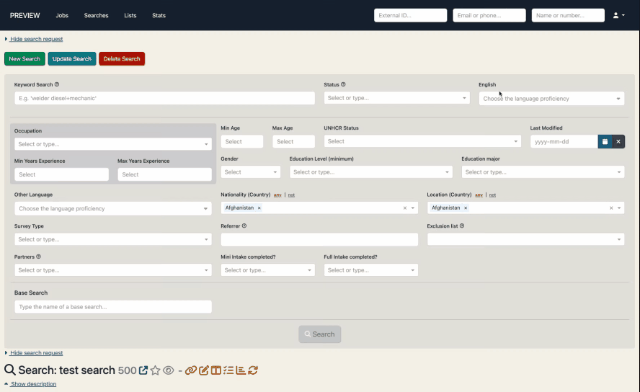 PREVIEW Jobs Searches Lists Stats External ID... Email or phone... Name or number...
Hide search request
New Search Update Search Delete Search
Keyword Search Status English
E.g. 'welder diesel+mechanic' Select or type... Choose the language proficiency
Occupation Min Age Max Age UNHCR Status Last Modified
Select or type... Select Select Select yyyy-mm-dd
Min Years Experience Max Years Experience Gender Education Level (minimum) Education major
Select Select Select or type... Select or type... Select or type...
Other Language Nationality (Country) any | not Location (Country) any | not
Choose the language proficiency Afghanistan × Afghanistan ×
Survey Type Referrer Exclusion list
Select or type...
Partners Mini Intake completed? Full Intake completed?
Select or type... Select or type... Select or type...
Base Search
Type the name of a base search...
Search
Hide search request
Search: test search 500
Show description